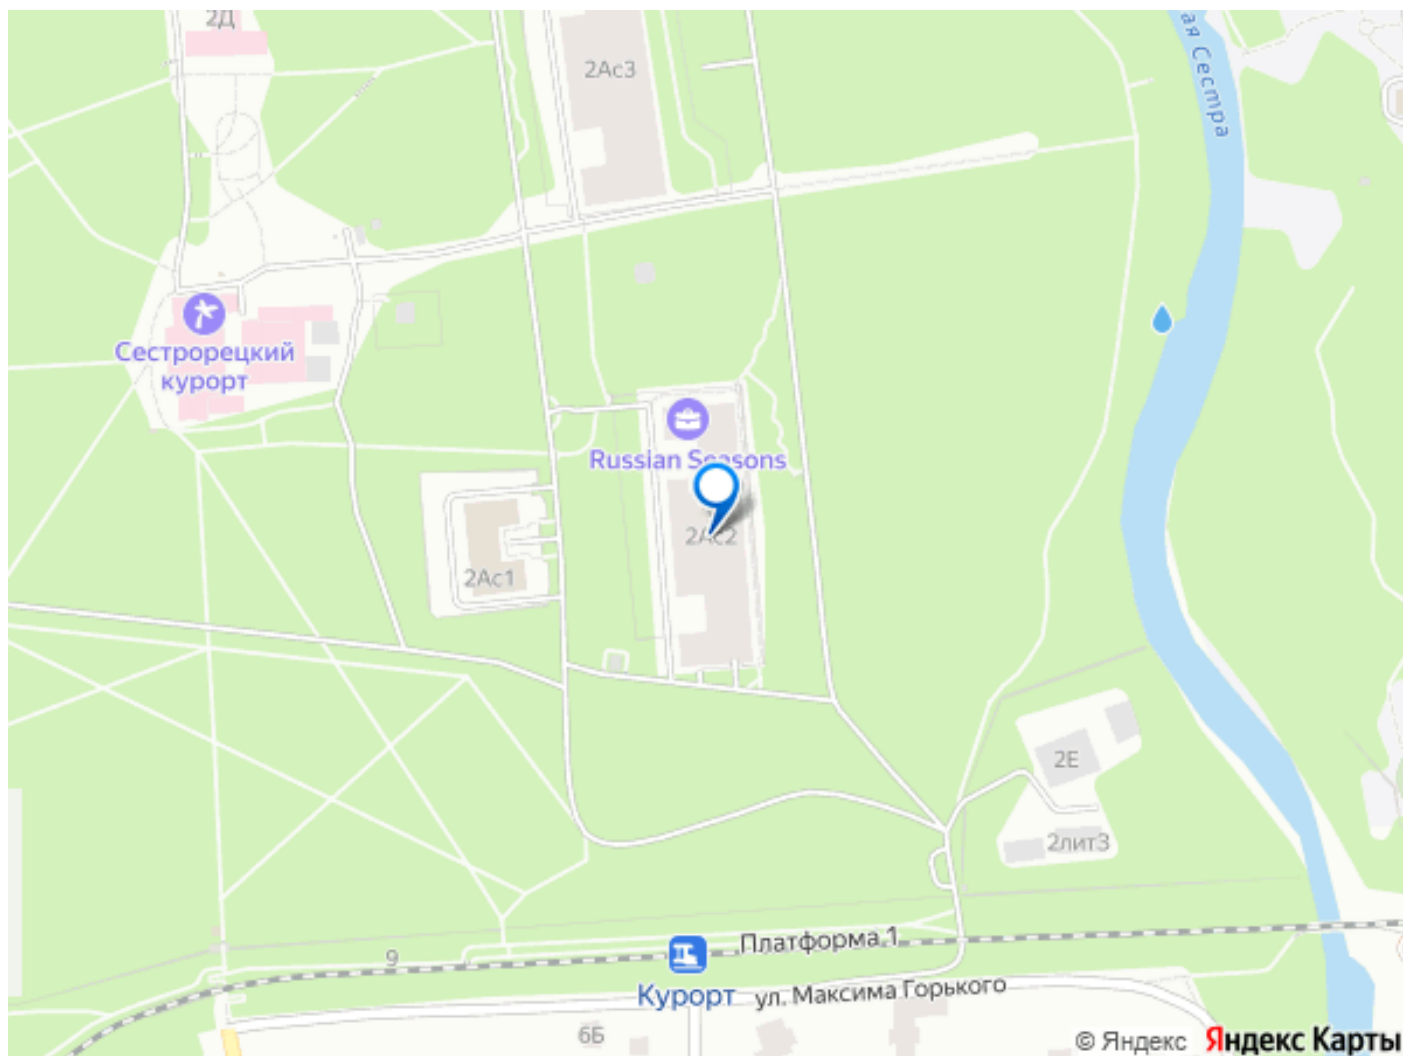 2Д
2Ас3
ая Сестра
Сестрорецкий
курорт
Russian Seasons
2Ас2
2Ас1
2Е
2лит3
9
Платформа 1
Курорт
ул. Максима Горького
6Б
© Яндекс Яндекс Карты